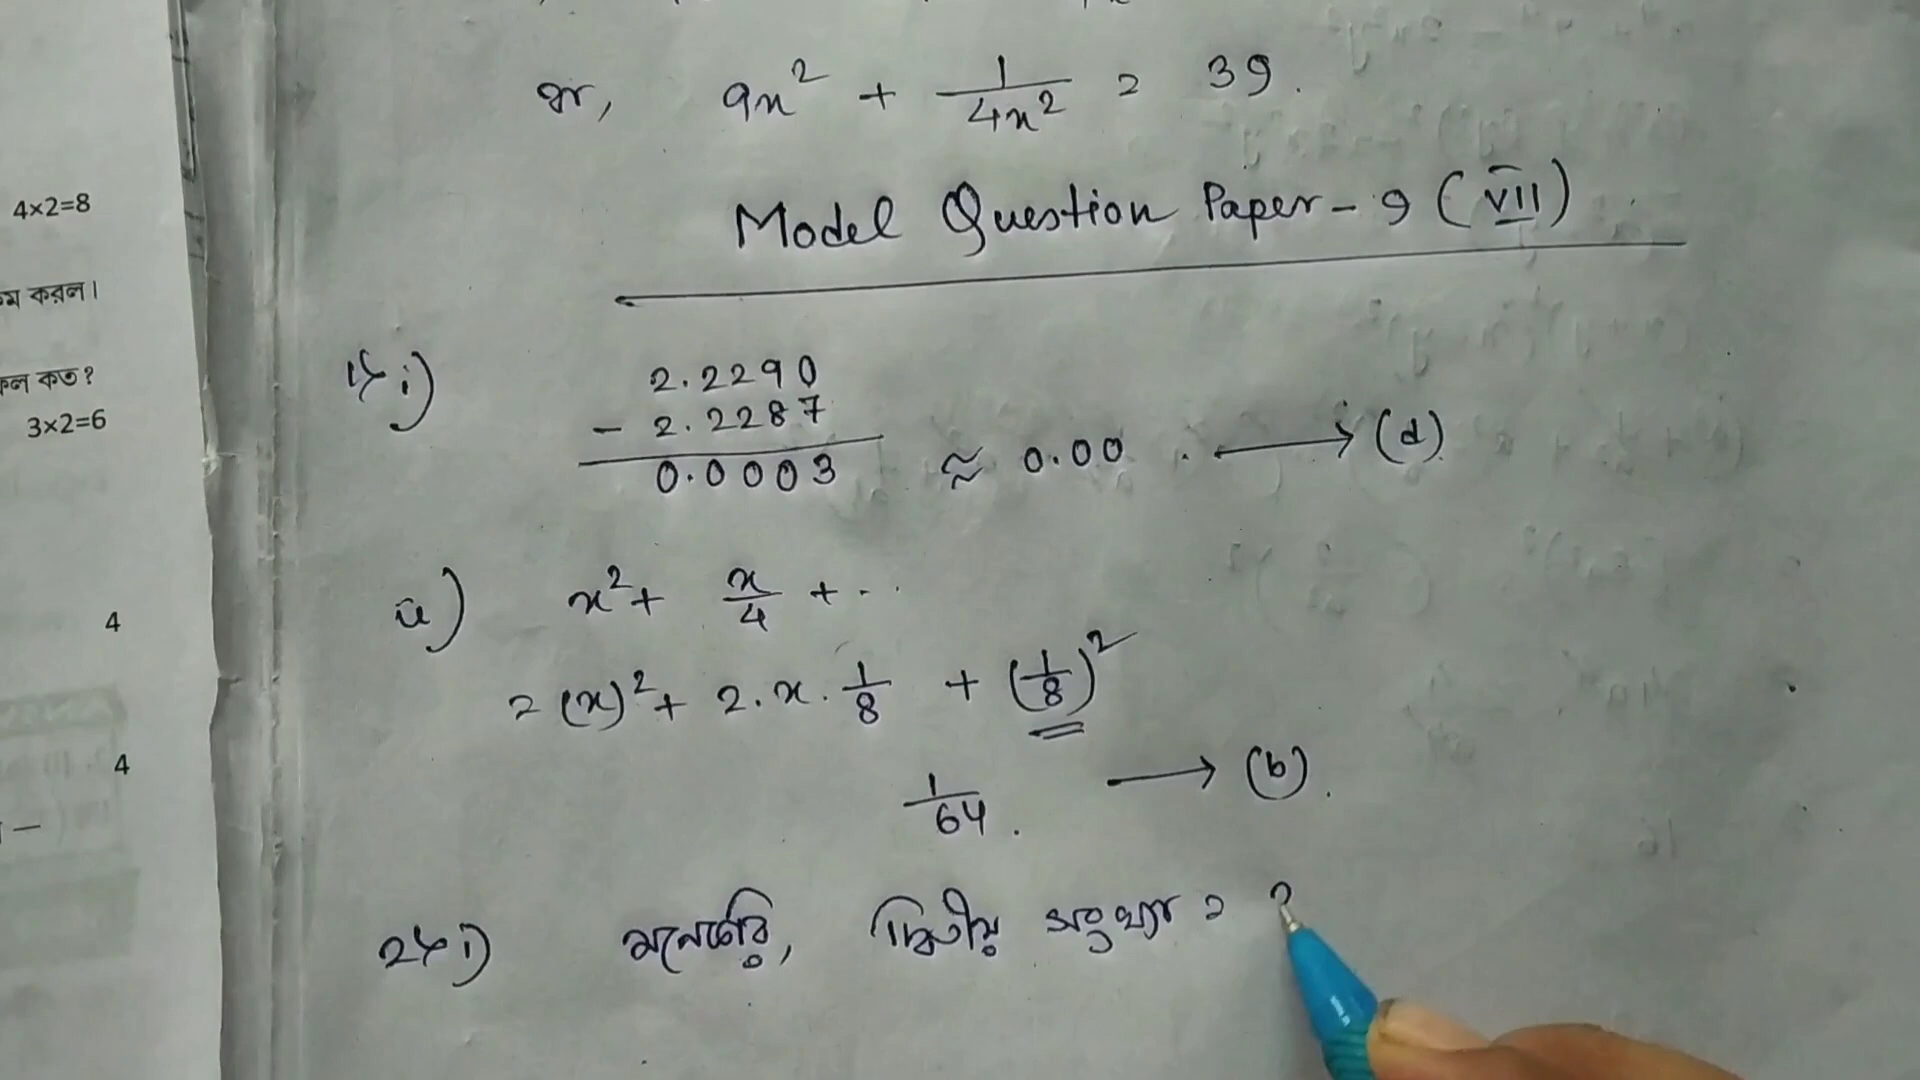 4×2=8
করল।
কত?
3×2=6
4
4
বা, 9x² + 1/4x² = 39.
Model Question Paper - 9 (VII)
1) i) 2.2290
- 2.2287
0.0003 ≈ 0.00 . → (d)
ii) x² + x/4 + ..
= (x)² + 2.x.1/8 + (1/8)²
1/64. → (b).
2) i) মনেকরি, দ্বিতীয় সংখ্যা =